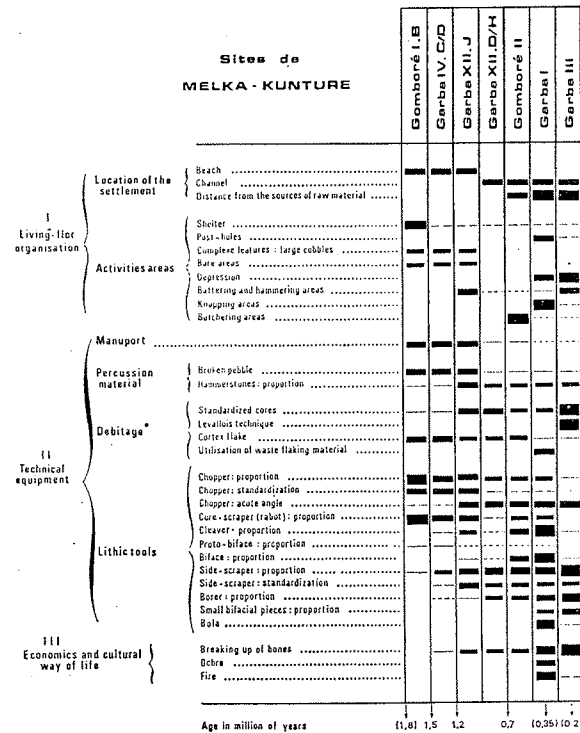 Sites de
MELKA - KUNTURE
Gomboré I.B
Garba IV. C/D
Garba XII.J
Garba XII.D/H
Gomboré II
Garba I
Garba III
I
Living-flor
organisation
Location of the
settlement
Beach
Channel
Distance from the sources of raw material
Activities areas
Shelter
Post-holes
Complexe features : large cobbles
Bare areas
Depression
Battering and hammering areas
Knapping areas
Butchering areas
II
Technical
equipment
Manuport
Percussion
material
Broken pebble
Hammerstones : proportion
Debitage*
Standardized cores
Levallois technique
Cortex flake
Utilisation of waste flaking material
Lithic tools
Chopper : proportion
Chopper : standardization
Chopper : acute angle
Core-scraper (rabot) : proportion
Cleaver - proportion
Proto-biface : proportion
Biface : proportion
Side-scraper : proportion
Side-scraper : standardization
Borer : proportion
Small bifacial pieces : proportion
Bola
III
Economics and cultural
way of life
Breaking up of bones
Ochre
Fire
Age in million of years
(1,8) 1,5 1,2 0,7 (0,35) (0 2